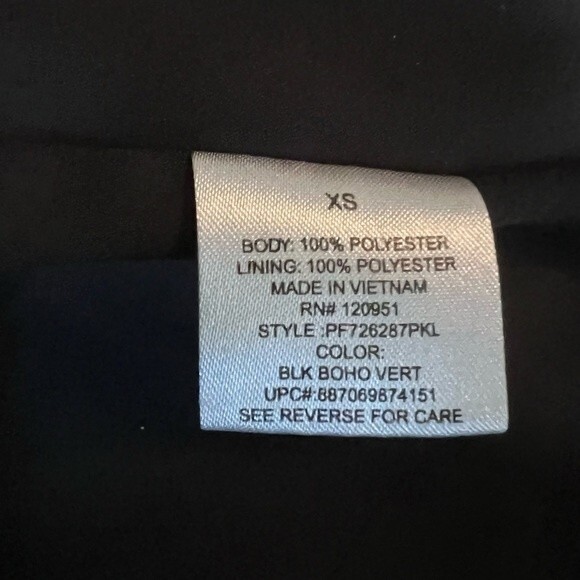 XS
BODY: 100% POLYESTER
LINING: 100% POLYESTER
MADE IN VIETNAM
RN# 120951
STYLE :PF726287PKL
COLOR:
BLK BOHO VERT
UPC#:887069874151
SEE REVERSE FOR CARE